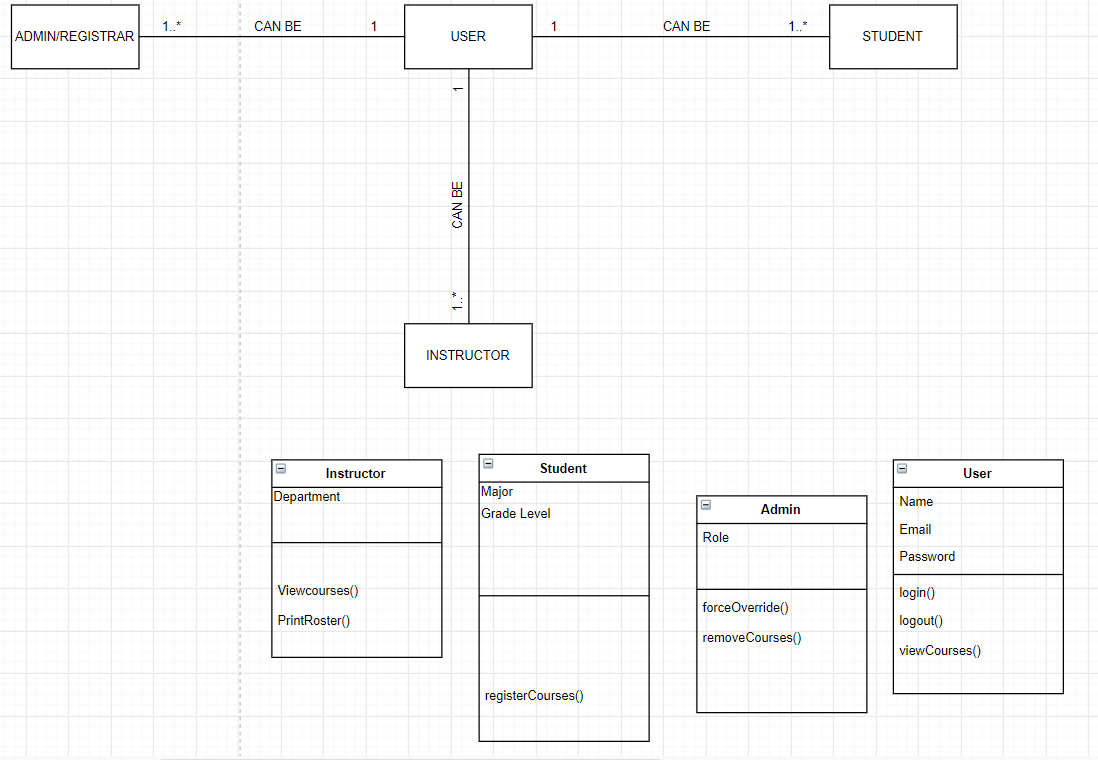 1..*
CAN BE
1
1
CAN BE
1..*
ADMIN/REGISTRAR
USER
STUDENT
1
CAN BE
1..*
INSTRUCTOR
Instructor
Department
Viewcourses()
PrintRoster()
Student
Major
Grade Level
registerCourses()
Admin
Role
forceOverride()
removeCourses()
User
Name
Email
Password
login()
logout()
viewCourses()